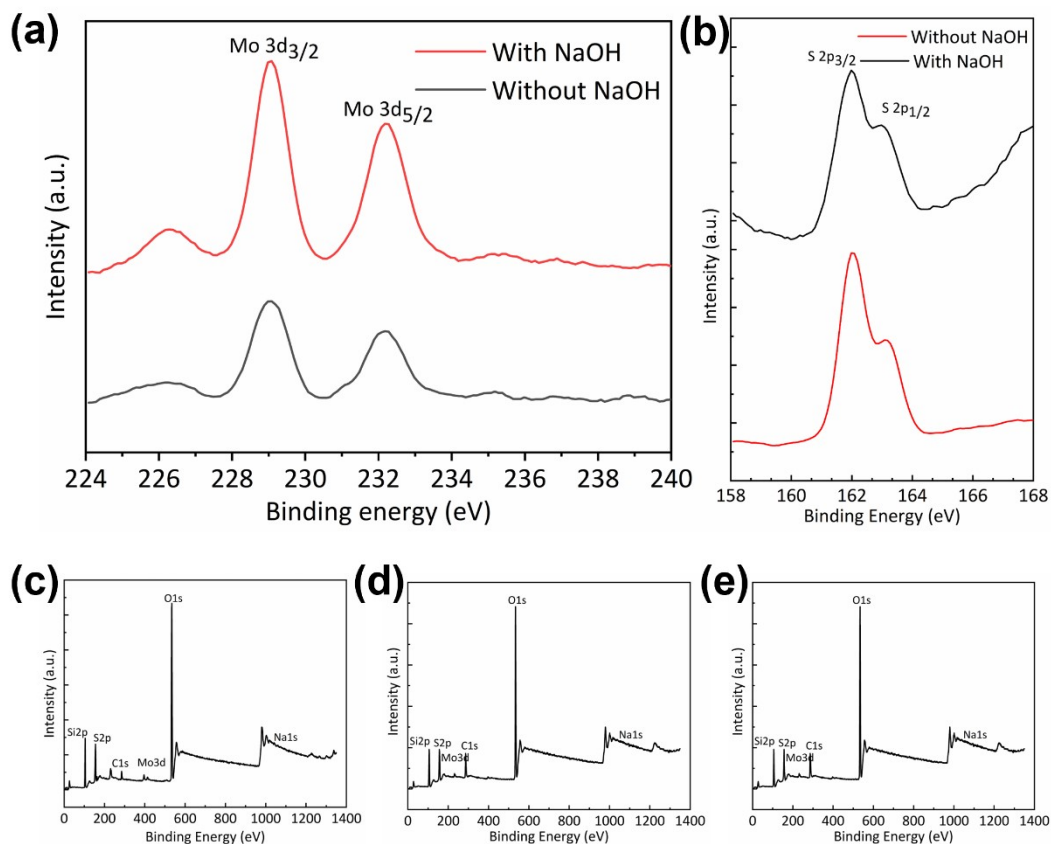 (a)
Mo 3d3/2
With NaOH
Without NaOH
Mo 3d5/2
Intensity (a.u.)
224 226 228 230 232 234 236 238 240
Binding energy (eV)
(b)
Without NaOH
With NaOH
S 2p3/2
S 2p1/2
Intensity (a.u.)
158 160 162 164 166 168
Binding Energy (eV)
(c)
O1s
Si2p
S2p
C1s
Mo3d
Na1s
Intensity (a.u.)
0 200 400 600 800 1000 1200 1400
Binding Energy (eV)
(d)
O1s
Si2p
S2p
Mo3d
C1s
Na1s
Intensity (a.u.)
0 200 400 600 800 1000 1200 1400
Binding Energy (eV)
(e)
O1s
Si2p
S2p
Mo3d
C1s
Na1s
Intensity (a.u.)
0 200 400 600 800 1000 1200 1400
Binding Energy (eV)